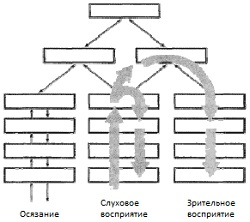 Осязание
Слуховое
восприятие
Зрительное
восприятие